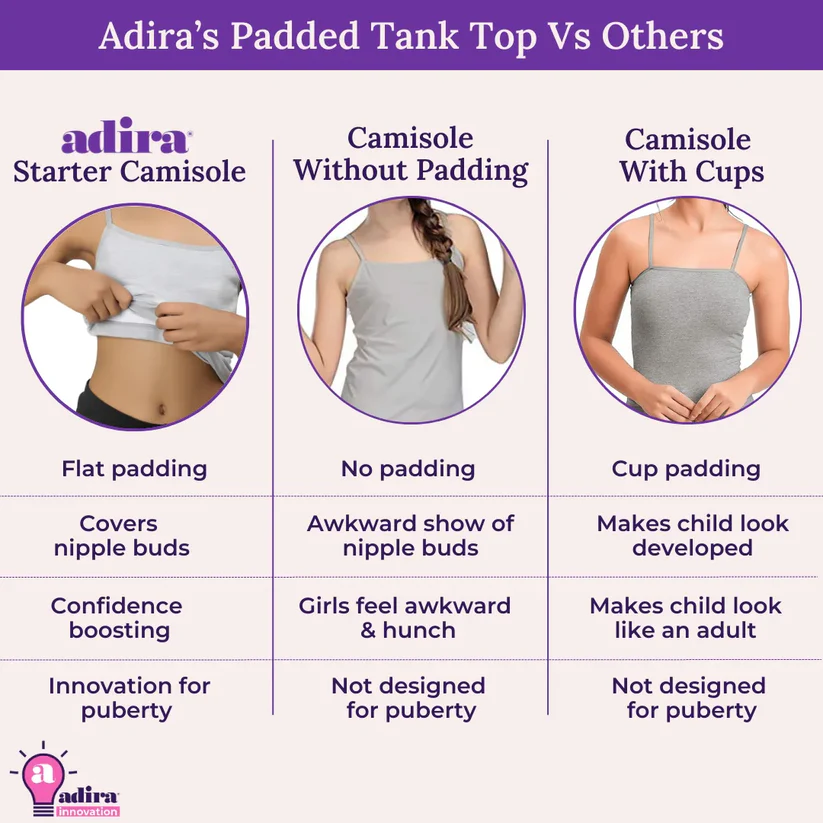 Adira's Padded Tank Top Vs Others
adira
Starter Camisole
Camisole
Without Padding
Camisole
With Cups
Flat padding
No padding
Cup padding
Covers
nipple buds
Awkward show of
nipple buds
Makes child look
developed
Confidence
boosting
Girls feel awkward
& hunch
Makes child look
like an adult
Innovation for
puberty
Not designed
for puberty
Not designed
for puberty
a
adira
innovation